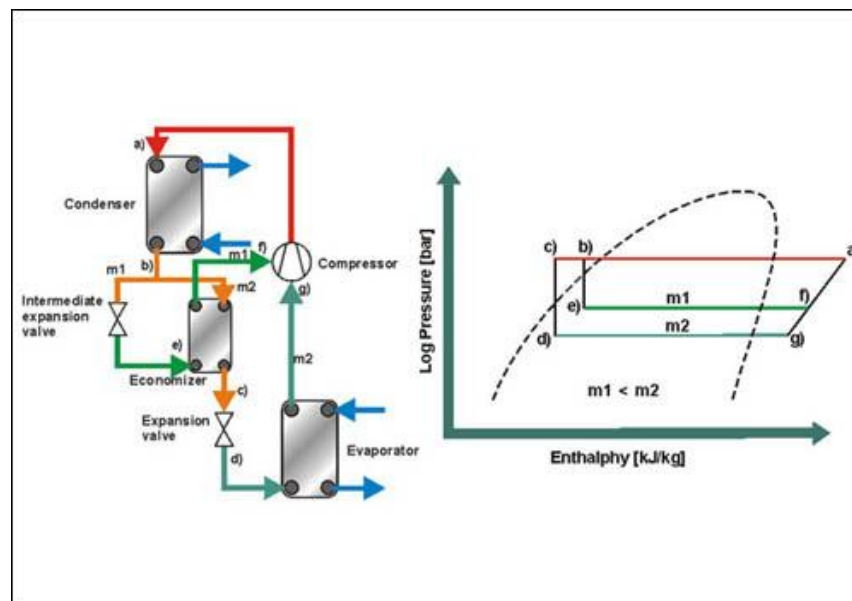 a)
Condenser
b)
m1
m2
f)
m1
Compressor
g)
Intermediate
expansion
valve
e)
Economizer
c)
m2
Expansion
valve
d)
Evaporator
Log Pressure [bar]
c)
b)
a
e)
m1
f)
d)
m2
g)
m1 < m2
Enthalphy [kJ/kg]